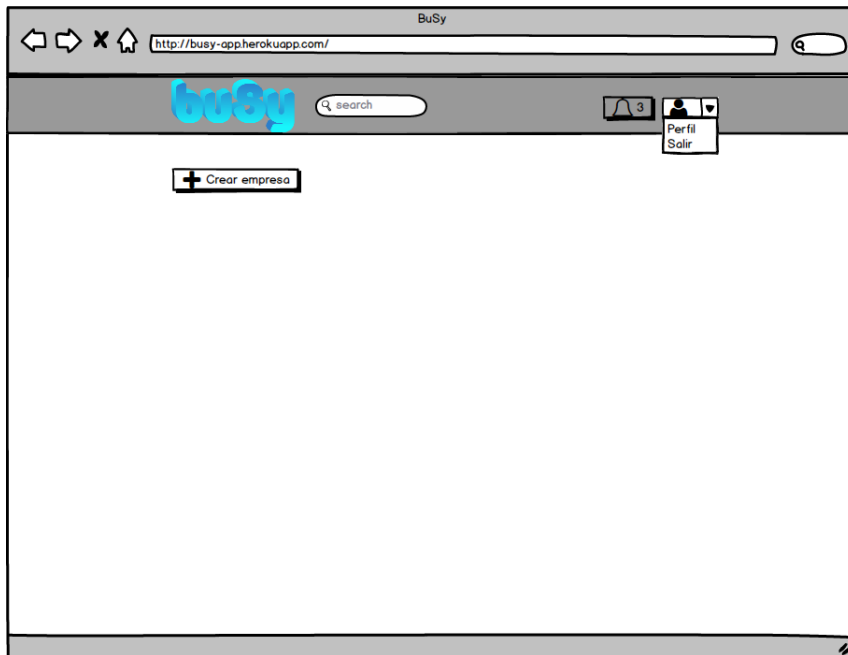 BuSy
http://busy-app.herokuapp.com/
buSy
search
3
Perfil
Salir
Crear empresa